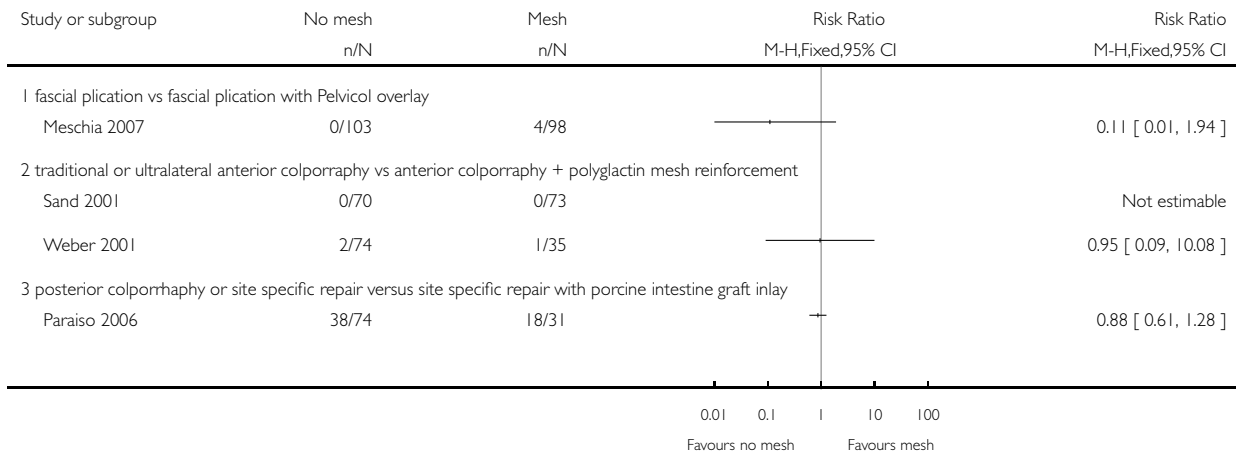 Study or subgroup No mesh Mesh Risk Ratio Risk Ratio
n/N n/N M-H,Fixed,95% CI M-H,Fixed,95% CI
1 fascial plication vs fascial plication with Pelvicol overlay
Meschia 2007 0/103 4/98 0.11 [ 0.01, 1.94 ]
2 traditional or ultralateral anterior colporraphy vs anterior colporraphy + polyglactin mesh reinforcement
Sand 2001 0/70 0/73 Not estimable
Weber 2001 2/74 1/35 0.95 [ 0.09, 10.08 ]
3 posterior colporrhaphy or site specific repair versus site specific repair with porcine intestine graft inlay
Paraiso 2006 38/74 18/31 0.88 [ 0.61, 1.28 ]
0.01 0.1 1 10 100
Favours no mesh Favours mesh